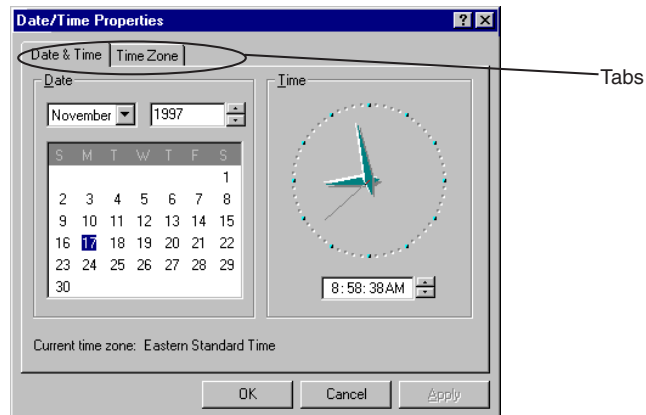 Date/Time Properties
Date & Time Time Zone
Tabs
Date
Time
November 1997
S M T W T F S
1
2 3 4 5 6 7 8
9 10 11 12 13 14 15
16 17 18 19 20 21 22
23 24 25 26 27 28 29
30
8:58:38AM
Current time zone: Eastern Standard Time
OK Cancel Apply